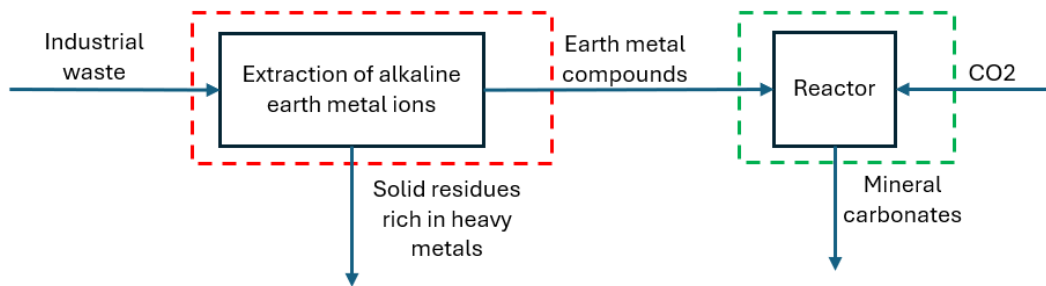 Industrial
waste
Extraction of alkaline
earth metal ions
Earth metal
compounds
Reactor
CO2
Solid residues
rich in heavy
metals
Mineral
carbonates